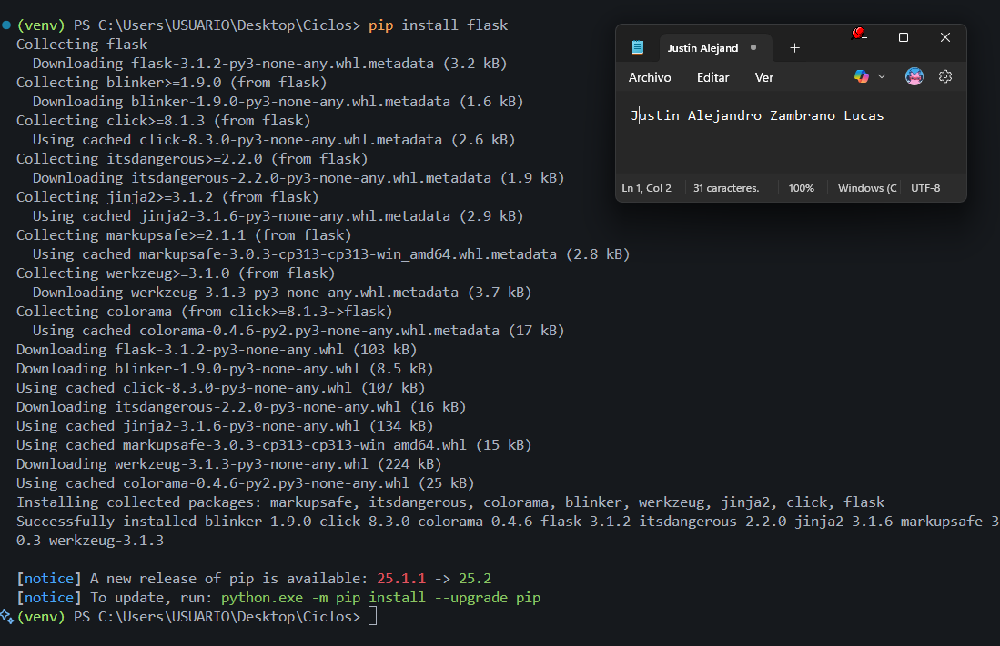 (venv) PS C:\Users\USUARIO\Desktop\Ciclos> pip install flask
Collecting flask
  Downloading flask-3.1.2-py3-none-any.whl.metadata (3.2 kB)
Collecting blinker>=1.9.0 (from flask)
  Downloading blinker-1.9.0-py3-none-any.whl.metadata (1.6 kB)
Collecting click>=8.1.3 (from flask)
  Using cached click-8.3.0-py3-none-any.whl.metadata (2.6 kB)
Collecting itsdangerous>=2.2.0 (from flask)
  Downloading itsdangerous-2.2.0-py3-none-any.whl.metadata (1.9 kB)
Collecting jinja2>=3.1.2 (from flask)
  Using cached jinja2-3.1.6-py3-none-any.whl.metadata (2.9 kB)
Collecting markupsafe>=2.1.1 (from flask)
  Using cached markupsafe-3.0.3-cp313-cp313-win_amd64.whl.metadata (2.8 kB)
Collecting werkzeug>=3.1.0 (from flask)
  Downloading werkzeug-3.1.3-py3-none-any.whl.metadata (3.7 kB)
Collecting colorama (from click>=8.1.3->flask)
  Using cached colorama-0.4.6-py2.py3-none-any.whl.metadata (17 kB)
Downloading flask-3.1.2-py3-none-any.whl (103 kB)
Downloading blinker-1.9.0-py3-none-any.whl (8.5 kB)
Using cached click-8.3.0-py3-none-any.whl (107 kB)
Downloading itsdangerous-2.2.0-py3-none-any.whl (16 kB)
Using cached jinja2-3.1.6-py3-none-any.whl (134 kB)
Using cached markupsafe-3.0.3-cp313-cp313-win_amd64.whl (15 kB)
Downloading werkzeug-3.1.3-py3-none-any.whl (224 kB)
Using cached colorama-0.4.6-py2.py3-none-any.whl (25 kB)
Installing collected packages: markupsafe, itsdangerous, colorama, blinker, werkzeug, jinja2, click, flask
Successfully installed blinker-1.9.0 click-8.3.0 colorama-0.4.6 flask-3.1.2 itsdangerous-2.2.0 jinja2-3.1.6 markupsafe-3
0.3 werkzeug-3.1.3
[notice] A new release of pip is available: 25.1.1 -> 25.2
[notice] To update, run: python.exe -m pip install --upgrade pip
(venv) PS C:\Users\USUARIO\Desktop\Ciclos>
Justin Alejand
Archivo Editar Ver
Justin Alejandro Zambrano Lucas
Ln 1, Col 2 31 caracteres. 100% Windows (C UTF-8